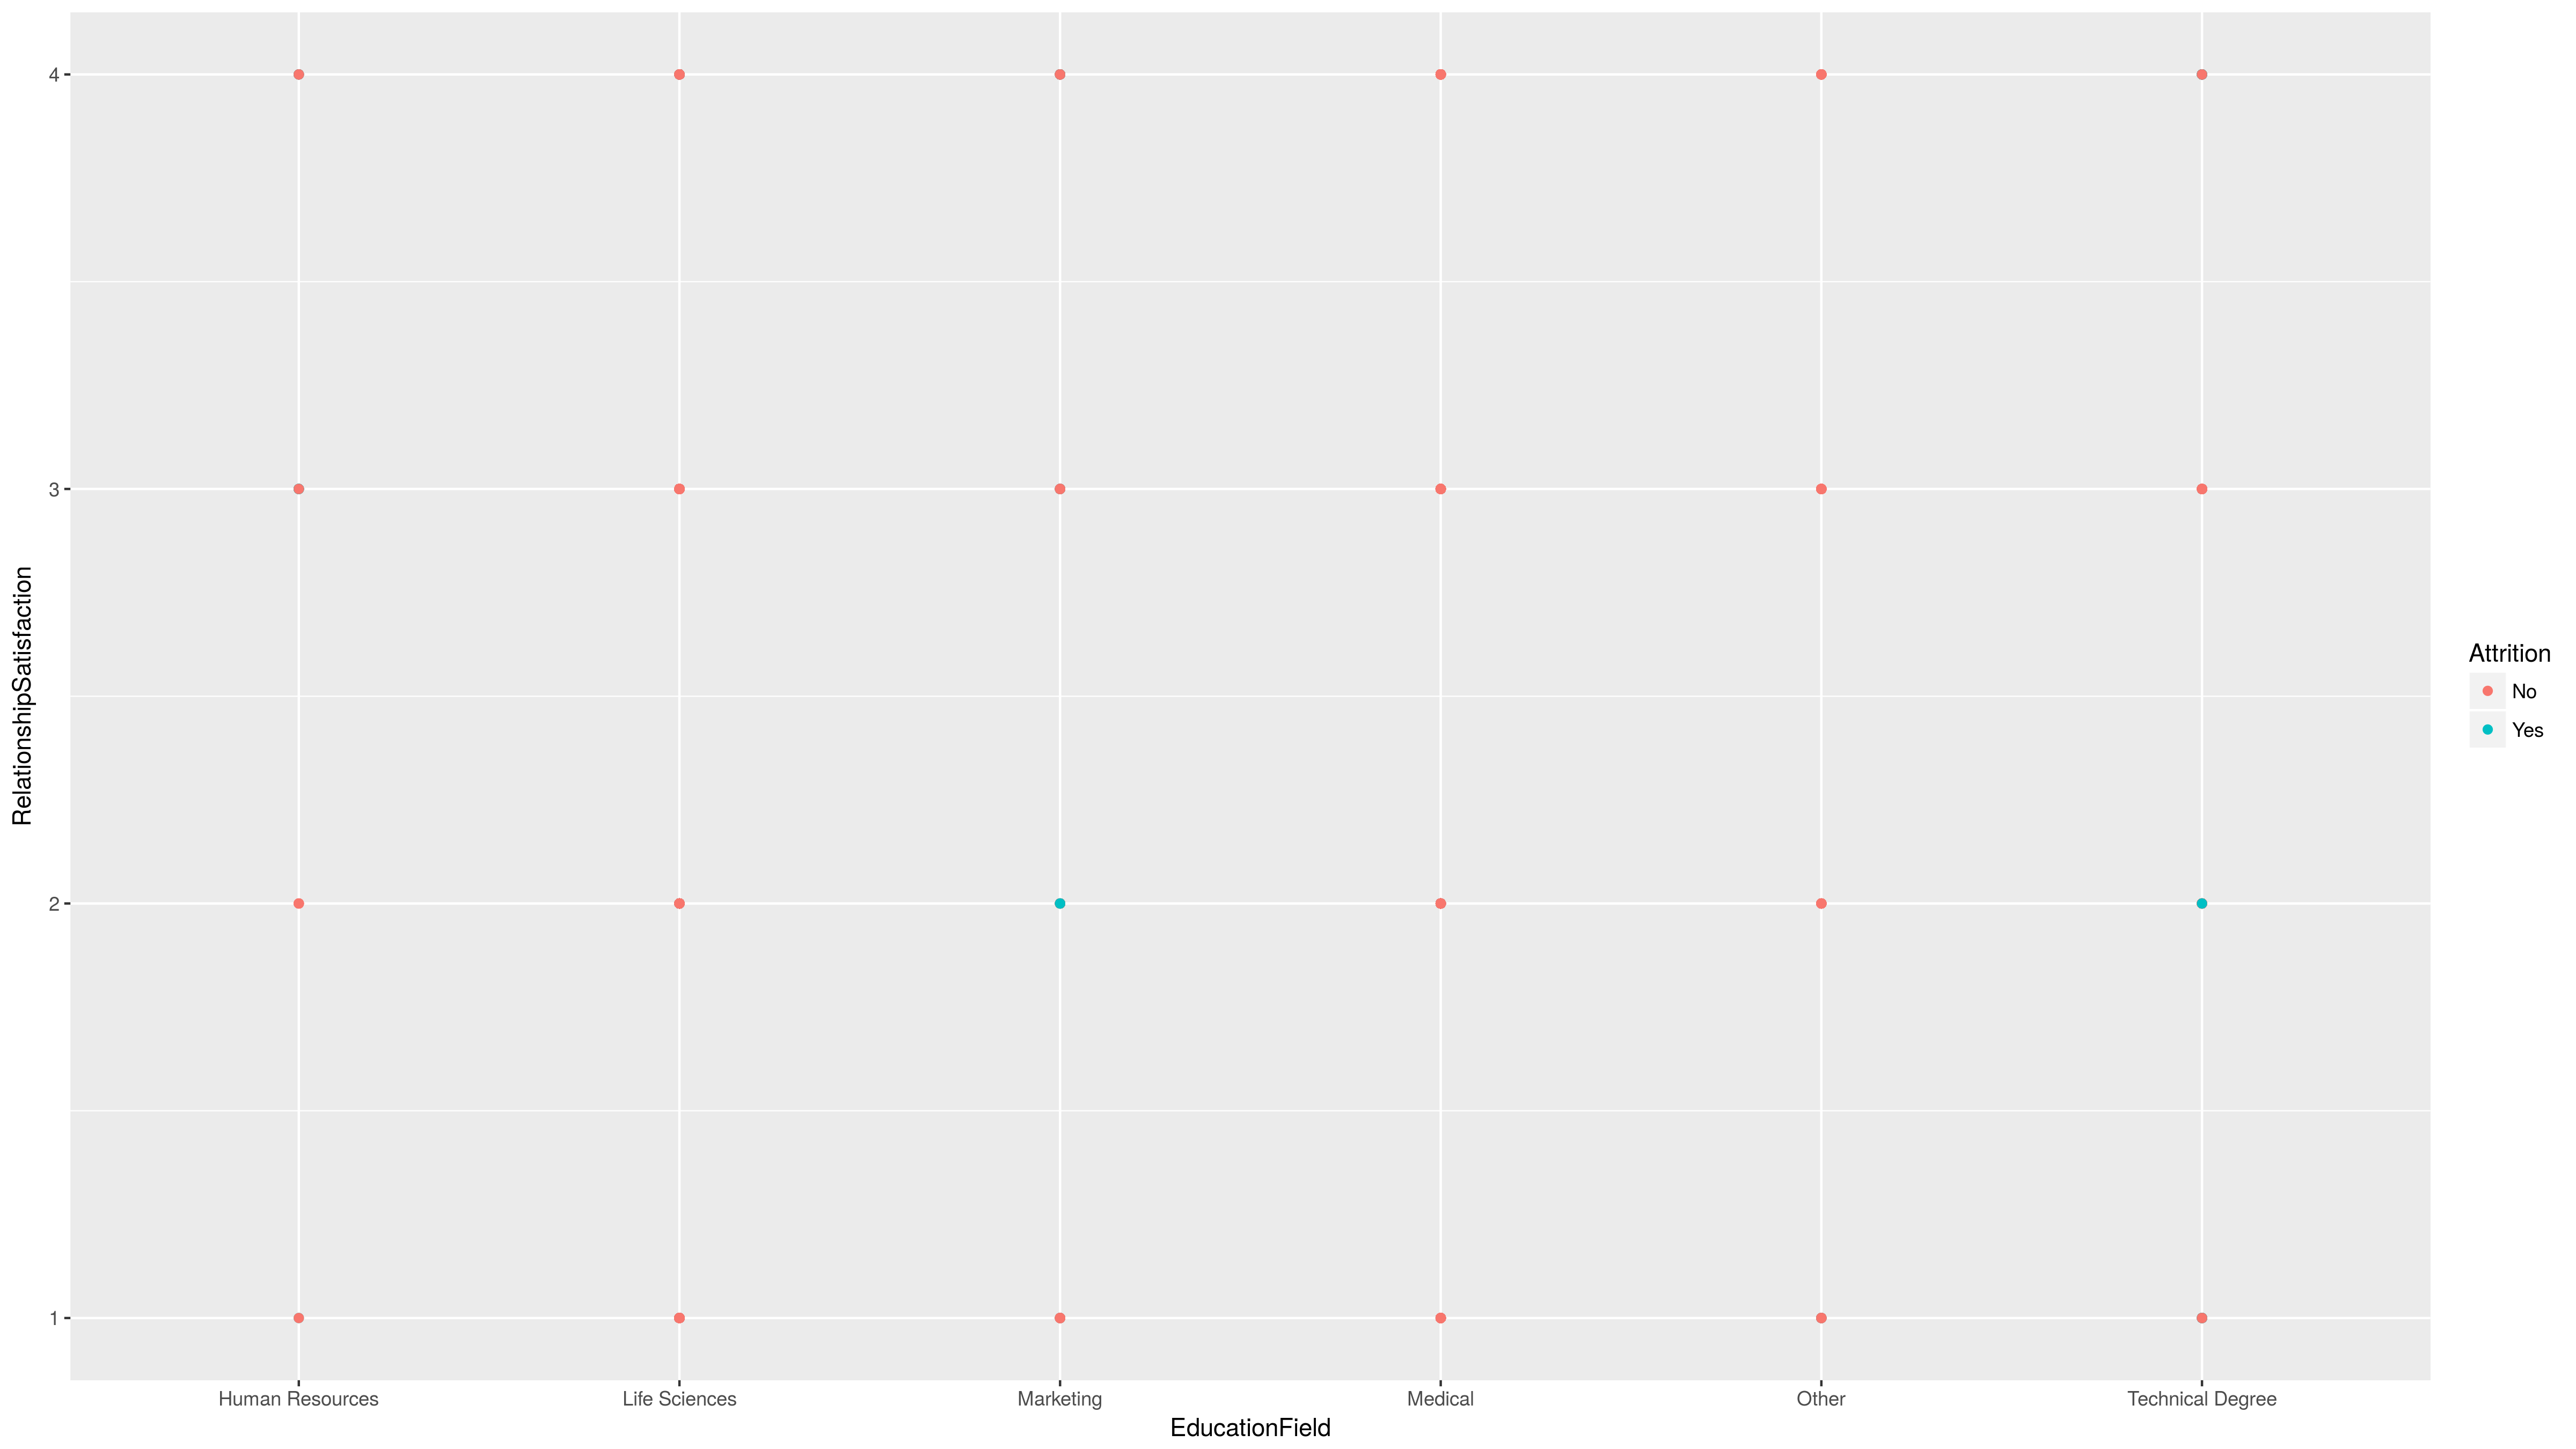 4
3
2
1
RelationshipSatisfaction
Human Resources
Life Sciences
Marketing
Medical
Other
Technical Degree
EducationField
Attrition
No
Yes